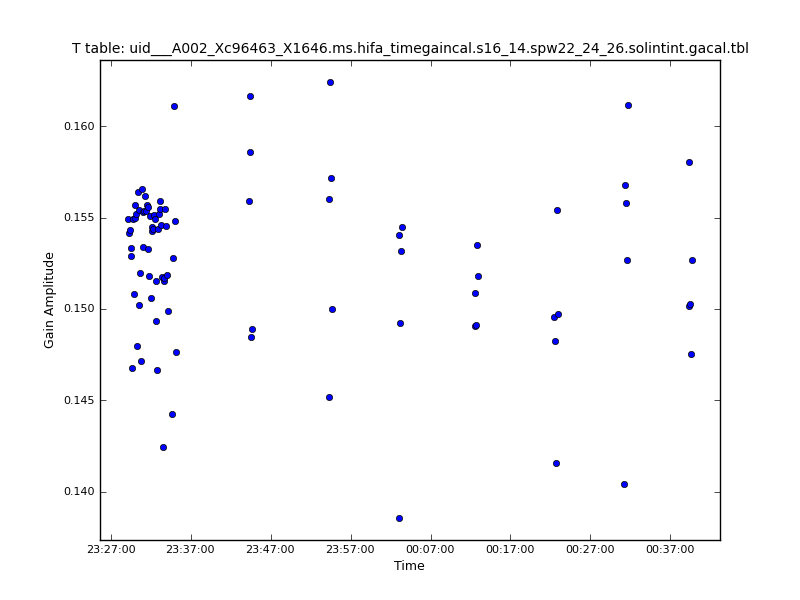 T table: uid___A002_Xc96463_X1646.ms.hifa_timegaincal.s16_14.spw22_24_26.solintint.gacal.tbl
0.160
0.155
0.150
0.145
0.140
Gain Amplitude
23:27:00 23:37:00 23:47:00 23:57:00 00:07:00 00:17:00 00:27:00 00:37:00
Time